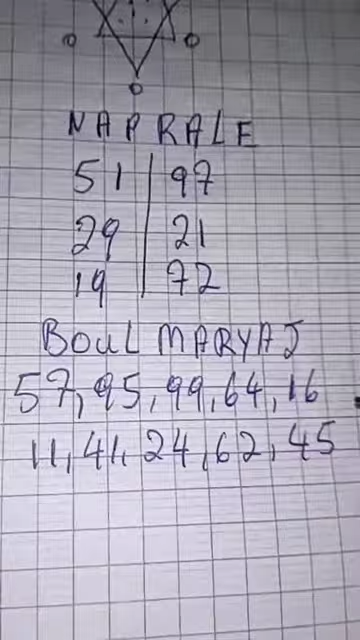 NAP RALE
51 | 97
29 | 21
19 | 72
BOUL MARYAJ
57, 95, 99, 64, 16
11, 41, 24, 62, 45